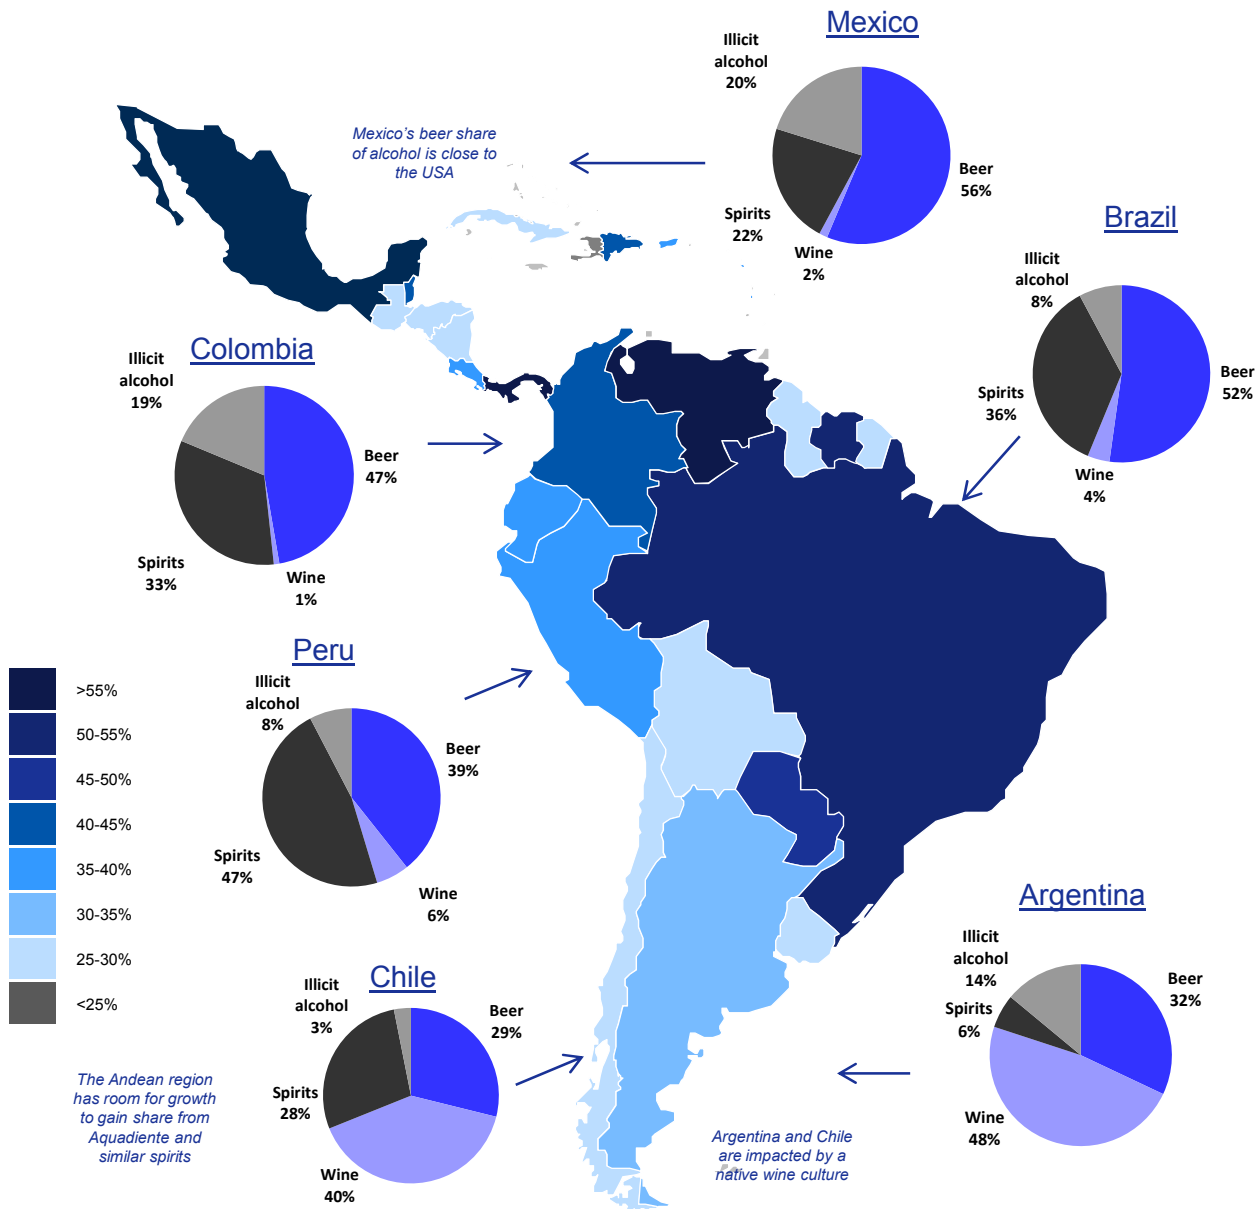 Mexico
Illicit
alcohol
20%
Beer
56%
Spirits
22%
Wine
2%
Mexico's beer share
of alcohol is close to
the USA
Brazil
Illicit
alcohol
8%
Beer
52%
Spirits
36%
Wine
4%
Colombia
Illicit
alcohol
19%
Beer
47%
Spirits
33%
Wine
1%
Peru
Illicit
alcohol
8%
Beer
39%
Spirits
47%
Wine
6%
>55%
50-55%
45-50%
40-45%
35-40%
30-35%
25-30%
<25%
Argentina
Illicit
alcohol
14%
Beer
32%
Spirits
6%
Wine
48%
Chile
Illicit
alcohol
3%
Beer
29%
Spirits
28%
Wine
40%
The Andean region
has room for growth
to gain share from
Aquadiente and
similar spirits
Argentina and Chile
are impacted by a
native wine culture